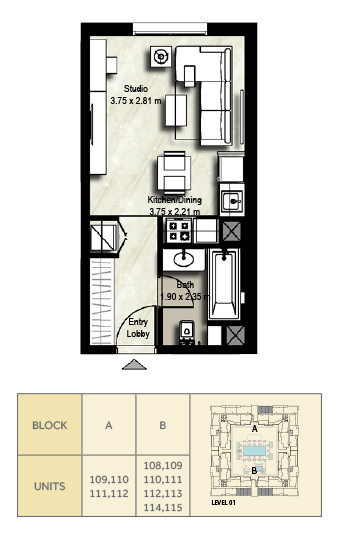 Studio
3.75 x 2.81 m
Kitchen/Dining
3.75 x 2.21 m
Bath
1.90 x 2.35 m
Entry
Lobby
BLOCK A B
UNITS
109,110
111,112
108,109
110,111
112,113
114,115
A
B
LEVEL 01